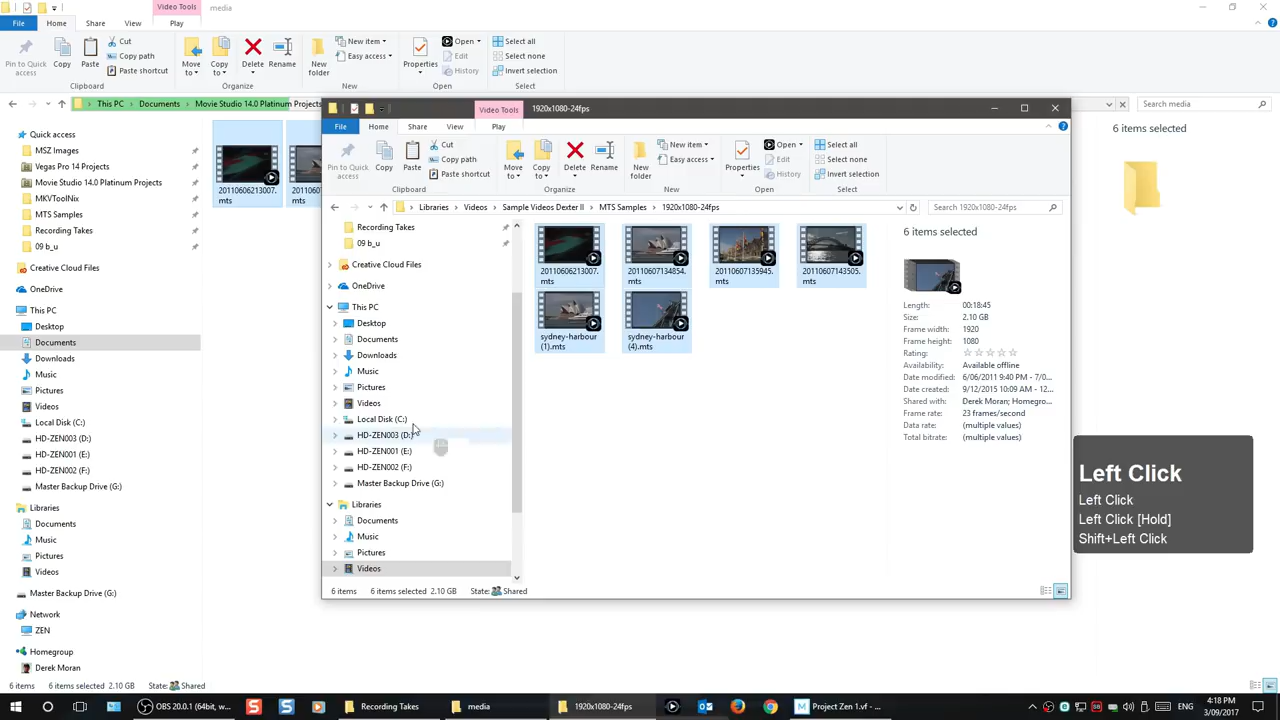 Video Tools
media
File
Home
Share
View
Play
Pin to Quick
access
Copy
Paste
Cut
Copy path
Paste shortcut
Move
to
Copy
to
Delete
Rename
New
folder
New item
Easy access
Properties
Open
Edit
History
Select all
Select none
Invert selection
Clipboard
Organize
New
Open
Select
This PC
Documents
Movie Studio 14.0 Platinum Projects
Search media
Quick access
MSZ Images
Vegas Pro 14 Projects
Movie Studio 14.0 Platinum Projects
MKVToolNix
MTS Samples
Recording Takes
09 b_u
Creative Cloud Files
OneDrive
This PC
Desktop
Documents
Downloads
Music
Pictures
Videos
Local Disk (C:)
HD-ZEN003 (D:)
HD-ZEN001 (E:)
HD-ZEN002 (F:)
Master Backup Drive (G:)
Libraries
Documents
Music
Pictures
Videos
Master Backup Drive (G:)
Network
ZEN
Homegroup
Derek Moran
20110606213007.
mts
6 items selected
6 items
6 items selected 2.10 GB
State:
Shared
Video Tools
1920x1080-24fps
File
Home
Share
View
Play
Pin to Quick
access
Copy
Paste
Cut
Copy path
Paste shortcut
Move
to
Copy
to
Delete
Rename
New
folder
New item
Easy access
Properties
Open
Edit
History
Select all
Select none
Invert selection
Clipboard
Organize
New
Open
Select
Libraries
Videos
Sample Videos Dexter II
MTS Samples
1920x1080-24fps
Search 1920x1080-24fps
Recording Takes
09 b_u
Creative Cloud Files
OneDrive
This PC
Desktop
Documents
Downloads
Music
Pictures
Videos
Local Disk (C:)
HD-ZEN003 (D:)
HD-ZEN001 (E:)
HD-ZEN002 (F:)
Master Backup Drive (G:)
Libraries
Documents
Music
Pictures
Videos
20110606213007.
mts
20110607134854.
mts
20110607135945.
mts
20110607143505.
mts
sydney-harbour
(1).mts
sydney-harbour
(4).mts
6 items selected
Length: 00:18:45
Size: 2.10 GB
Frame width: 1920
Frame height: 1080
Rating:
Availability: Available offline
Date modified: 6/06/2011 9:40 PM - 7/0...
Date created: 9/12/2015 10:09 AM - 12...
Shared with: Derek Moran; Homegro...
Frame rate: 23 frames/second
Data rate: (multiple values)
Total bitrate: (multiple values)
6 items
6 items selected 2.10 GB
State:
Shared
Left Click
Left Click
Left Click [Hold]
Shift+Left Click
OBS 20.0.1 (64bit, w...
Recording Takes
media
1920x1080-24fps
Project Zen 1.vf - ...
ENG
4:18 PM
3/09/2017